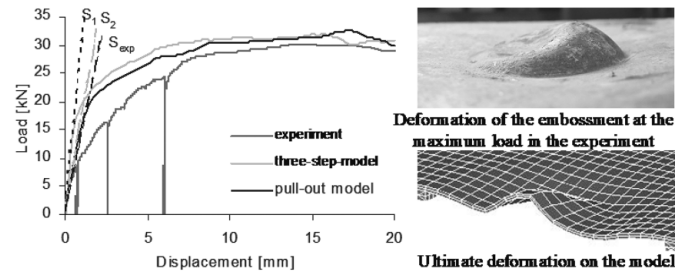 35
30
25
20
15
10
5
0
Load [kN]
S1 S2
Sexp
experiment
three-step-model
pull-out model
0 5 10 15 20
Displacement [mm]
Deformation of the embossment at the
maximum load in the experiment
Ultimate deformation on the model